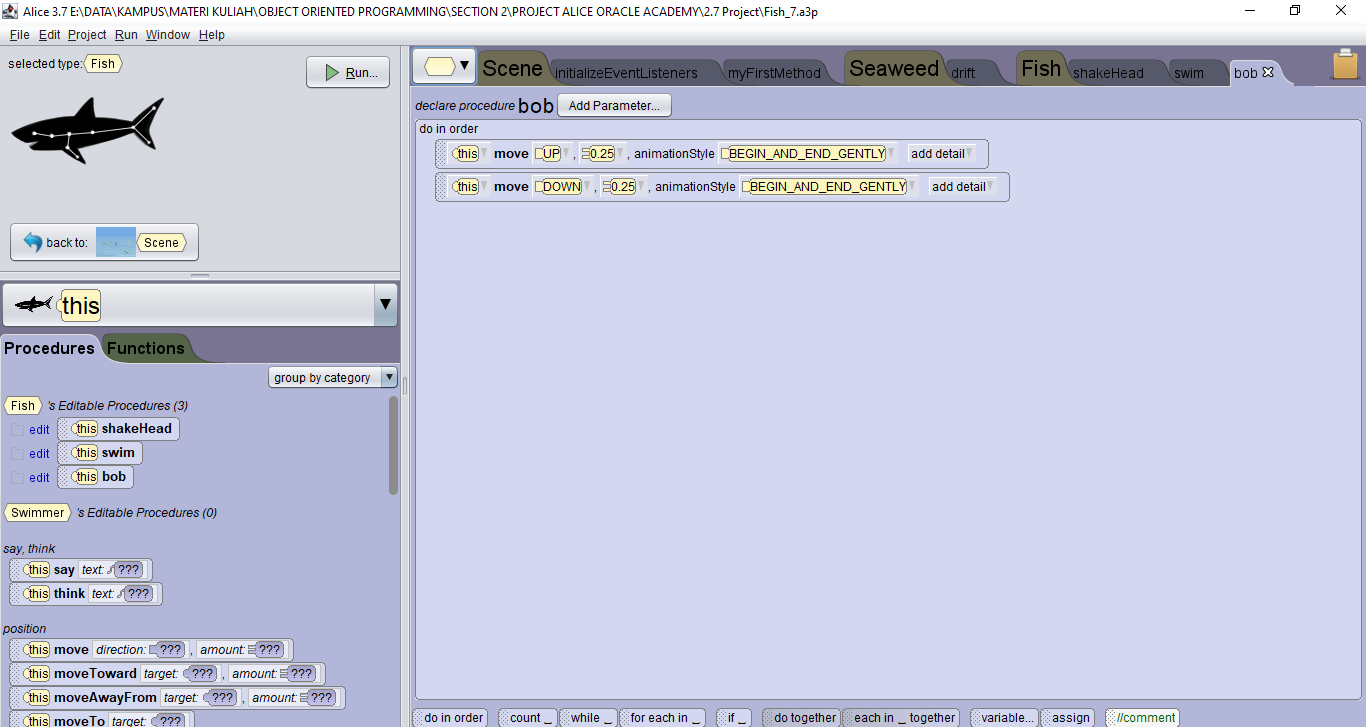 Alice 3.7 E:\DATA\KAMPUS\MATERI KULIAH\OBJECT ORIENTED PROGRAMMING\SECTION 2\PROJECT ALICE ORACLE ACADEMY\2.7 Project\Fish_7.a3p
File Edit Project Run Window Help
selected type: Fish
Run...
back to: Scene
this
Procedures Functions
group by category
Fish 's Editable Procedures (3)
edit this shakeHead
edit this swim
edit this bob
Swimmer 's Editable Procedures (0)
say, think
this say text: ???
this think text: ???
position
this move direction: ??? , amount: ???
this moveToward target: ??? , amount: ???
this moveAwayFrom target: ??? , amount: ???
this moveTo target: ???
Scene initializeEventListeners myFirstMethod Seaweed drift Fish shakeHead swim bob
declare procedure bob Add Parameter...
do in order
this move UP , 0.25 , animationStyle BEGIN_AND_END_GENTLY add detail
this move DOWN , 0.25 , animationStyle BEGIN_AND_END_GENTLY add detail
do in order count _ while _ for each in _ if _ do together each in _ together variable... assign //comment